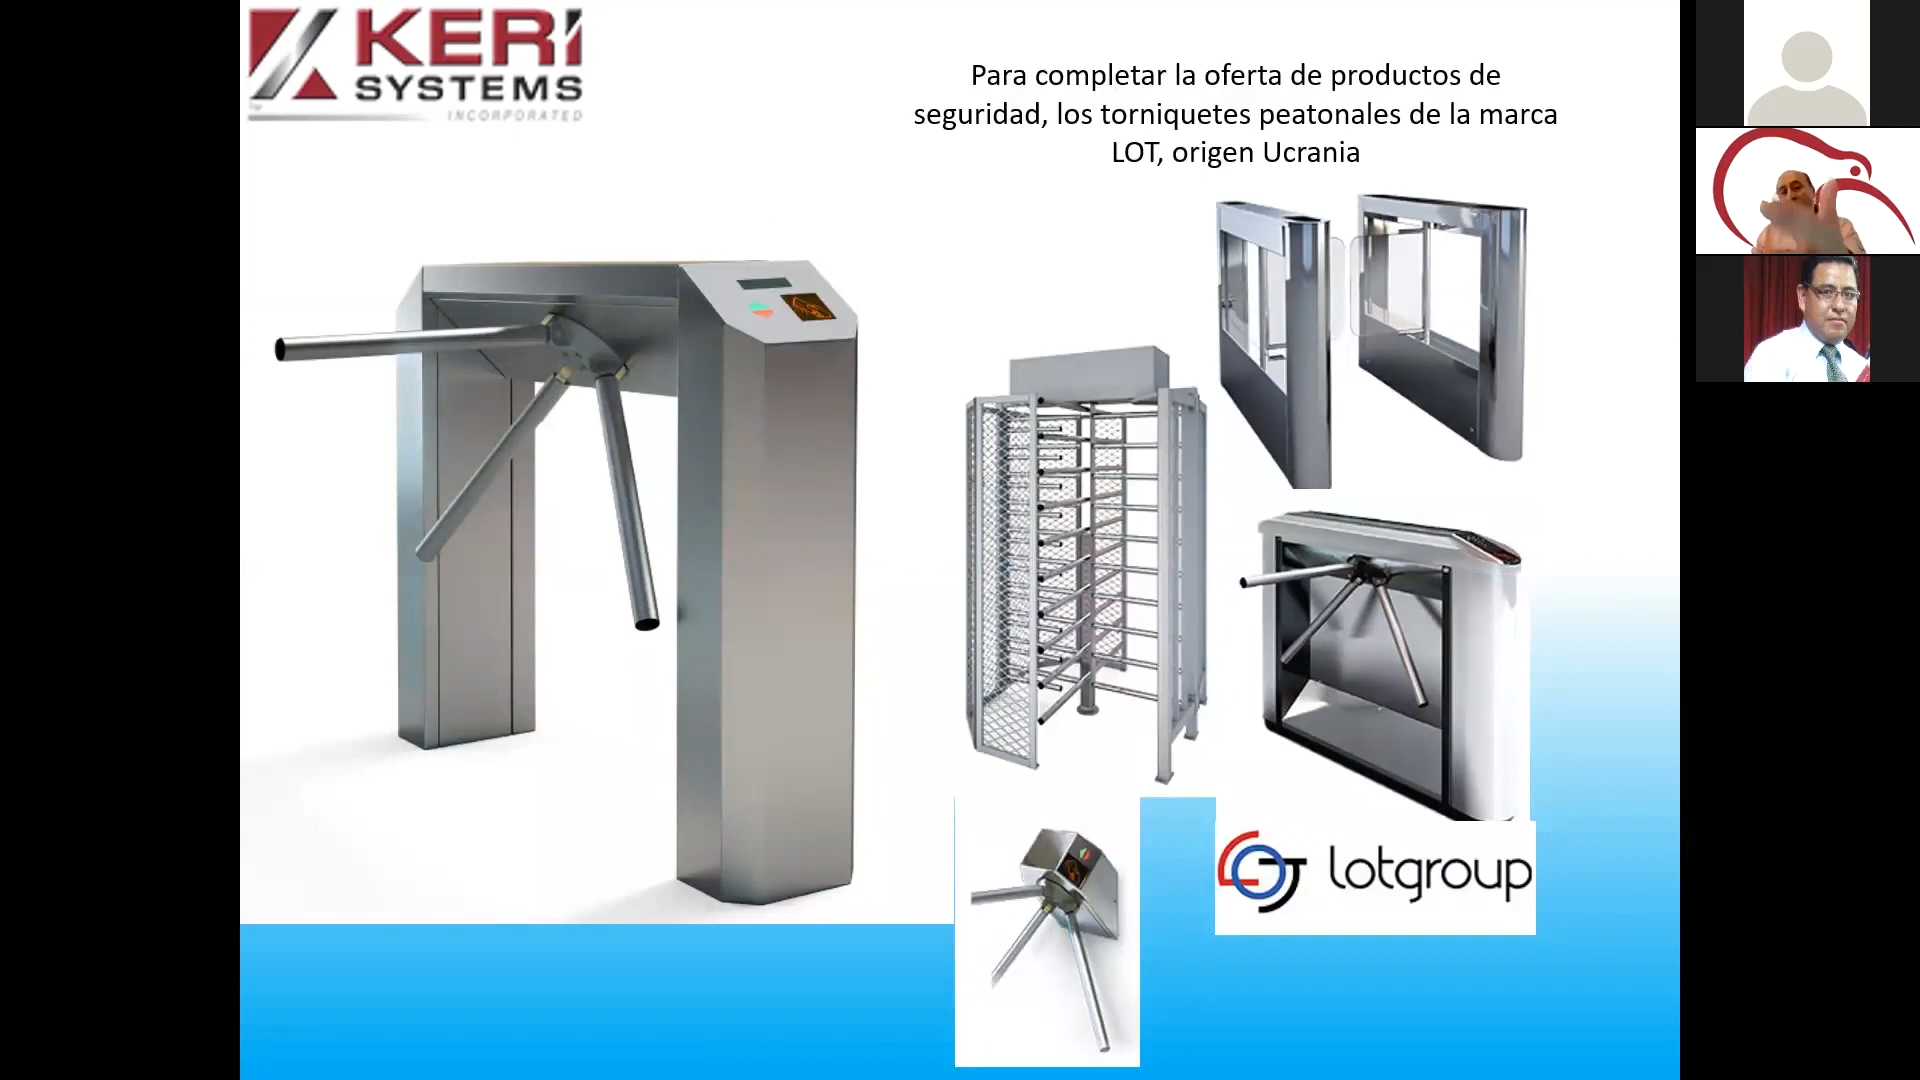 KERI
SYSTEMS
INCORPORATED
Para completar la oferta de productos de
seguridad, los torniquetes peatonales de la marca
LOT, origen Ucrania
lotgroup